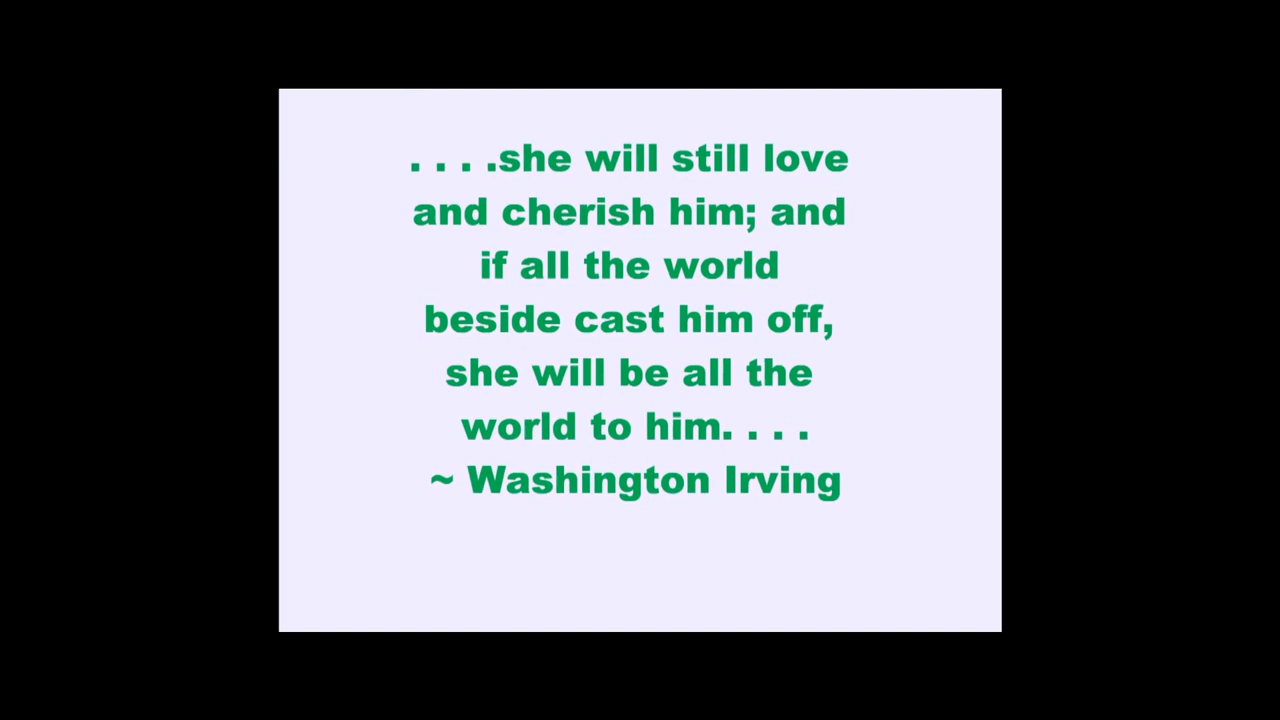 . . . .she will still love
and cherish him; and
if all the world
beside cast him off,
she will be all the
world to him. . . .
~ Washington Irving